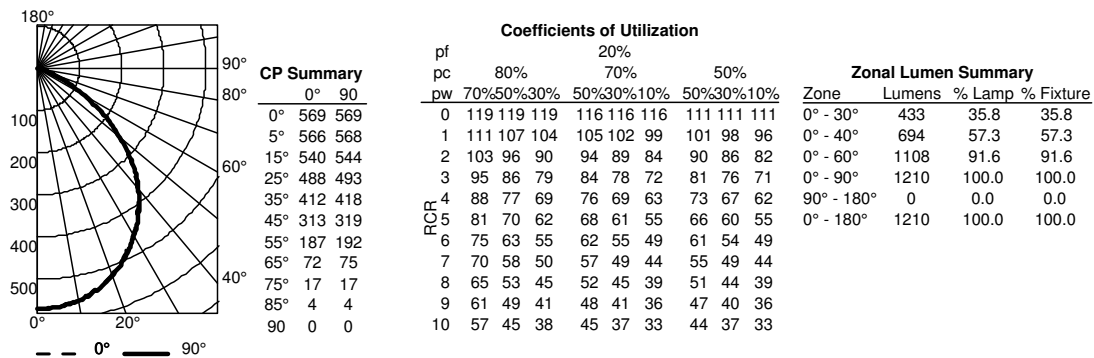 180°
90°
80°
60°
40°
20°
0°
100
200
300
400
500
0° 90°
CP Summary
0° 90
0° 569 569
5° 566 568
15° 540 544
25° 488 493
35° 412 418
45° 313 319
55° 187 192
65° 72 75
75° 17 17
85° 4 4
90 0 0
Coefficients of Utilization
pf 20%
pc 80% 70% 50%
pw 70%50%30% 50%30%10% 50%30%10%
RCR
0 119 119 119 116 116 116 111 111 111
1 111 107 104 105 102 99 101 98 96
2 103 96 90 94 89 84 90 86 82
3 95 86 79 84 78 72 81 76 71
4 88 77 69 76 69 63 73 67 62
5 81 70 62 68 61 55 66 60 55
6 75 63 55 62 55 49 61 54 49
7 70 58 50 57 49 44 55 49 44
8 65 53 45 52 45 39 51 44 39
9 61 49 41 48 41 36 47 40 36
10 57 45 38 45 37 33 44 37 33
Zonal Lumen Summary
Zone Lumens % Lamp % Fixture
0° - 30° 433 35.8 35.8
0° - 40° 694 57.3 57.3
0° - 60° 1108 91.6 91.6
0° - 90° 1210 100.0 100.0
90° - 180° 0 0.0 0.0
0° - 180° 1210 100.0 100.0